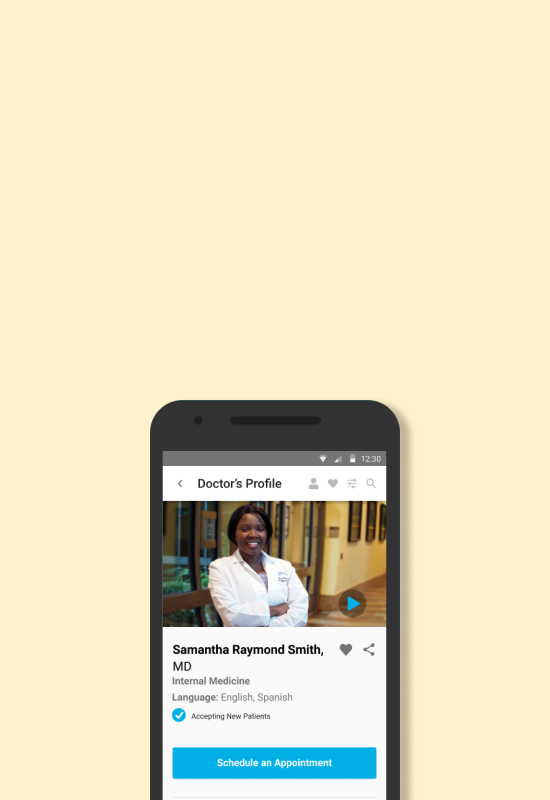 12:30
Doctor's Profile
Samantha Raymond Smith,
MD
Internal Medicine
Language: English, Spanish
Accepting New Patients
Schedule an Appointment